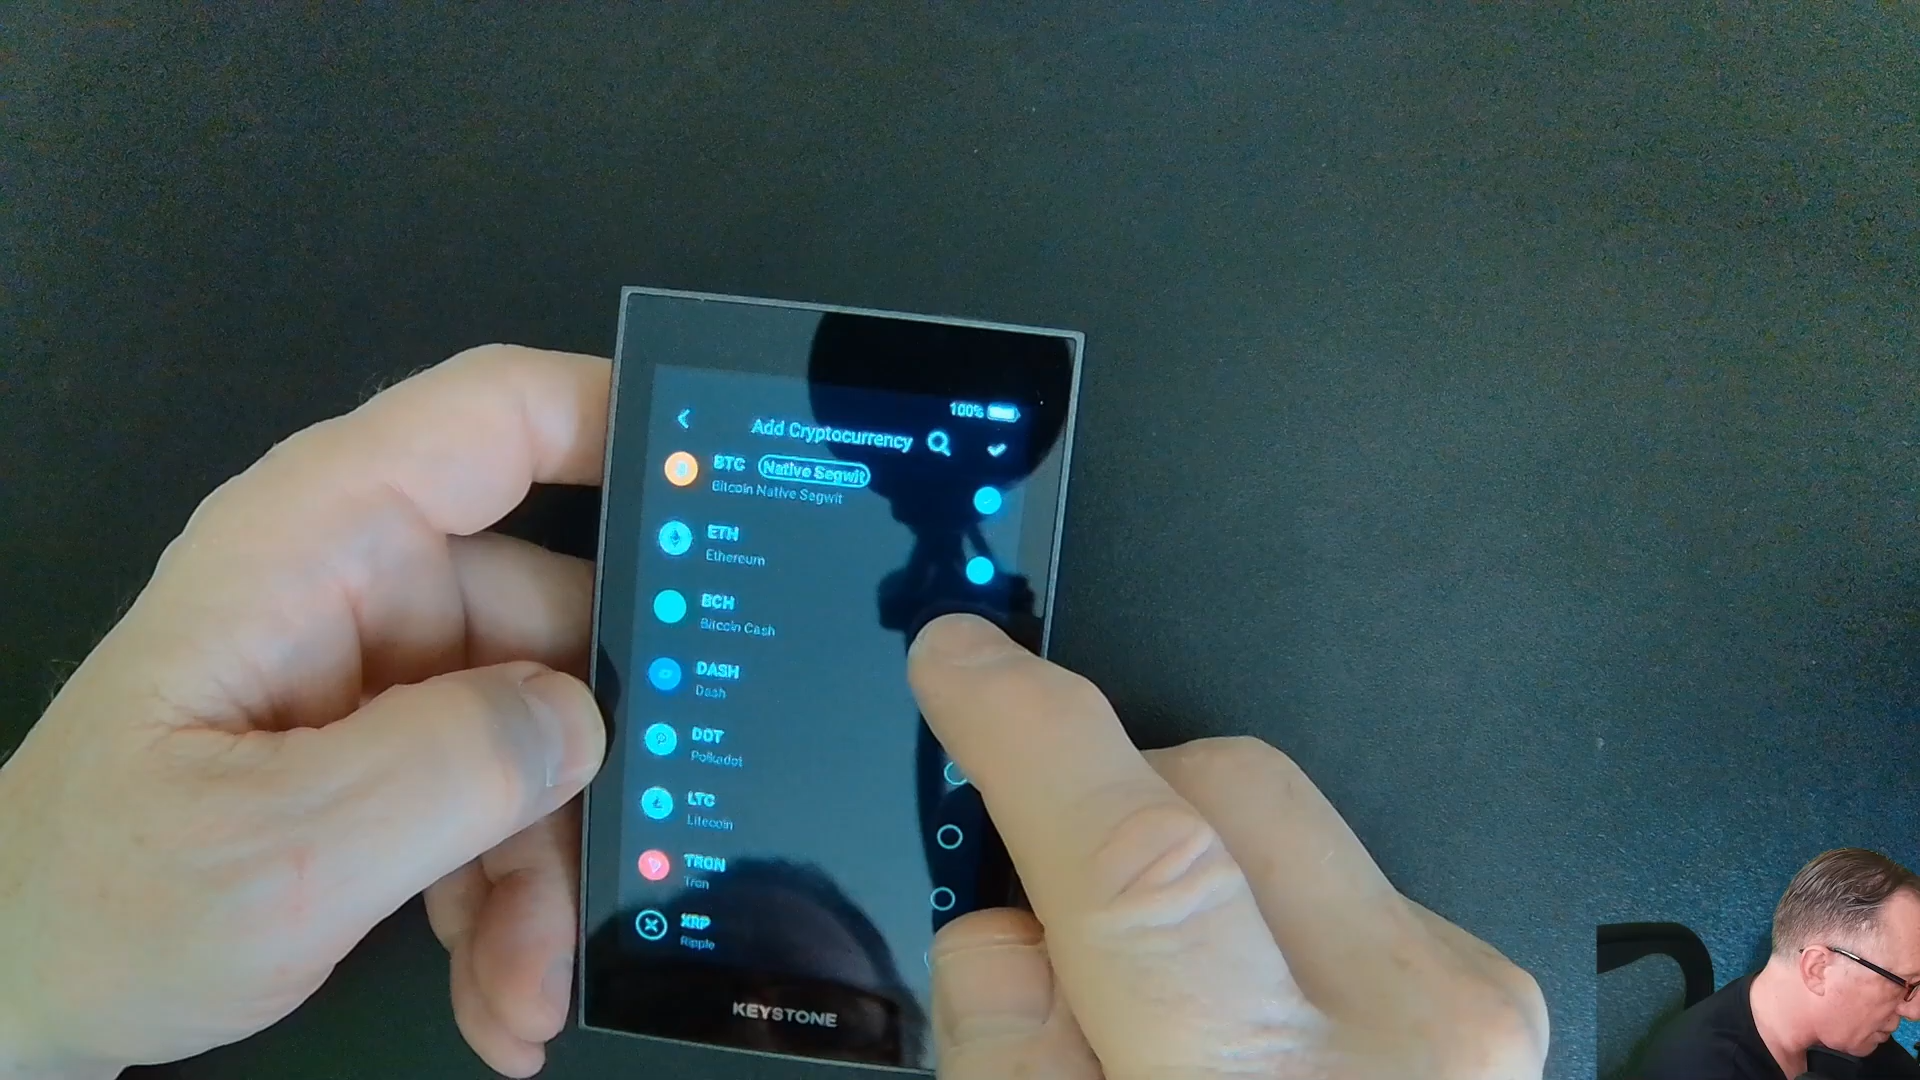 100%
Add Cryptocurrency
BTC Native Segwit
Bitcoin Native Segwit
ETH
Ethereum
BCH
Bitcoin Cash
DASH
Dash
DOT
Polkadot
LTC
Litecoin
TRON
Tron
XRP
Ripple
KEYSTONE